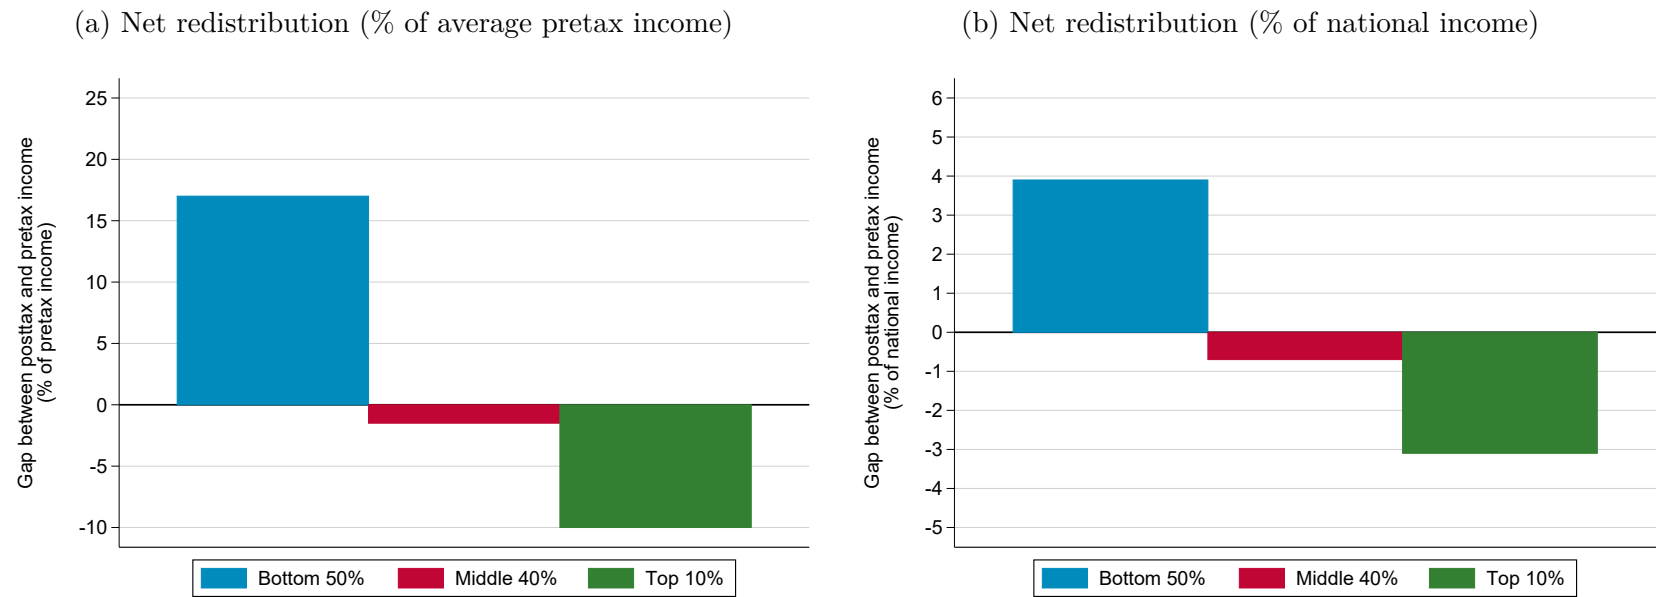 (a) Net redistribution (% of average pretax income)
Gap between posttax and pretax income
(% of pretax income)
25
20
15
10
5
0
-5
-10
Bottom 50%
Middle 40%
Top 10%
(b) Net redistribution (% of national income)
Gap between posttax and pretax income
(% of national income)
6
5
4
3
2
1
0
-1
-2
-3
-4
-5
Bottom 50%
Middle 40%
Top 10%